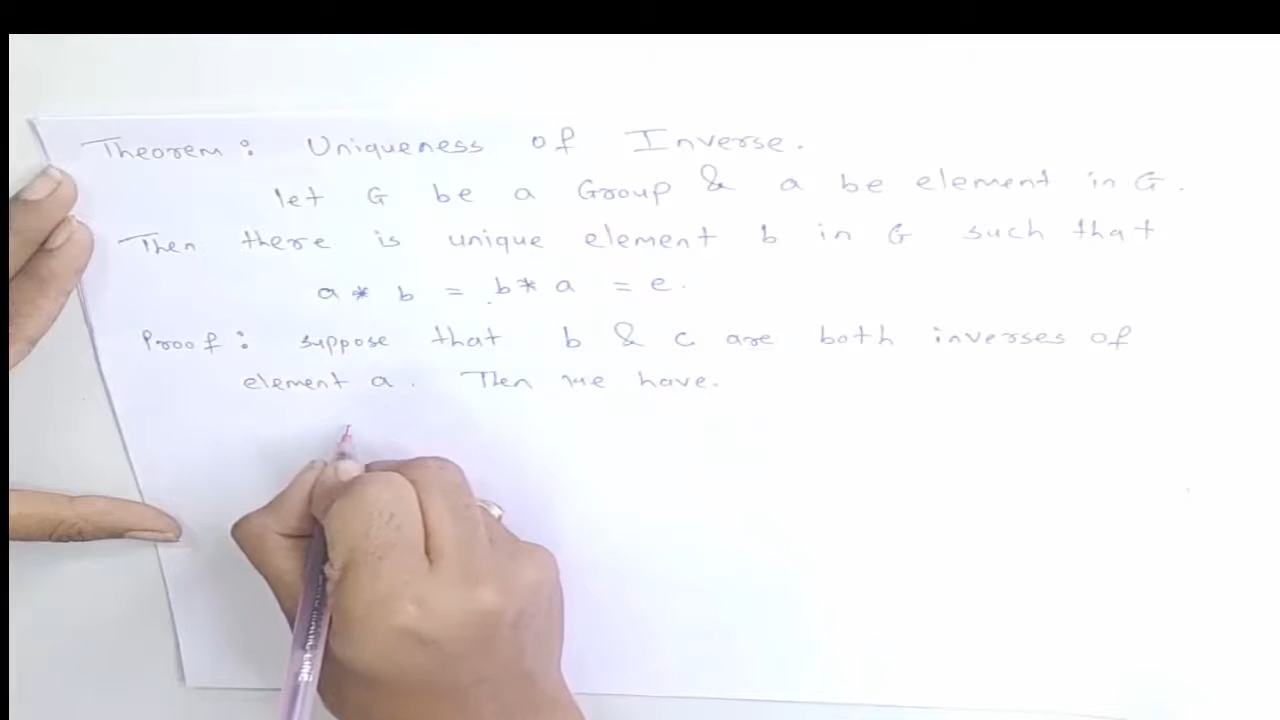 Theorem: Uniqueness of Inverse.
let G be a Group & a be element in G.
Then there is unique element b in G such that
a * b = b * a = e.
Proof: suppose that b & c are both inverses of
element a. Then we have.